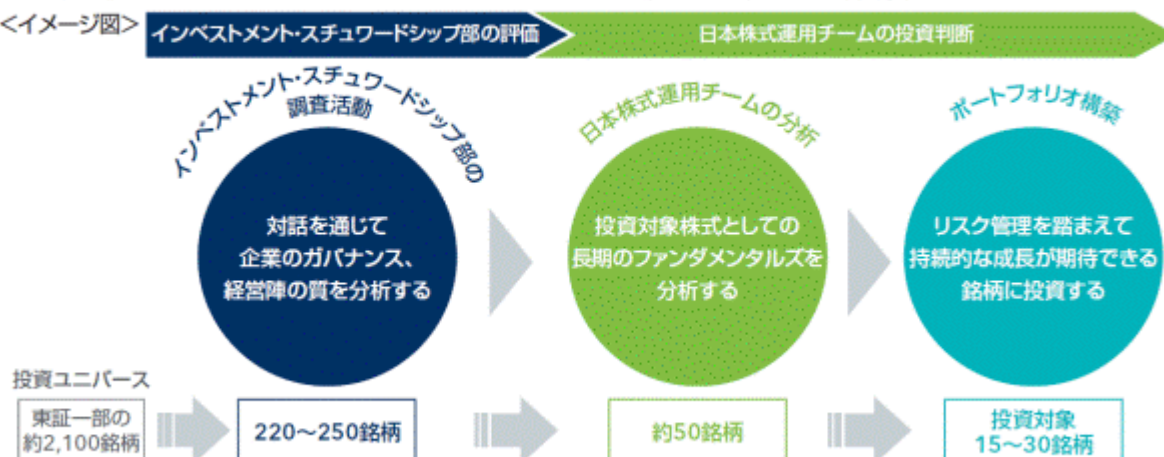 <イメージ図>
インベストメント・スチュワードシップ部の評価
日本株式運用チームの投資判断
インベストメント・スチュワードシップ部の
調査活動
日本株式運用チームの分析
ポートフォリオ構築
対話を通じて
企業のガバナンス、
経営陣の質を分析する
投資対象株式としての
長期のファンダメンタルズを
分析する
リスク管理を踏まえて
持続的な成長が期待できる
銘柄に投資する
投資ユニバース
東証一部の
約2,100銘柄
220～250銘柄
約50銘柄
投資対象
15～30銘柄